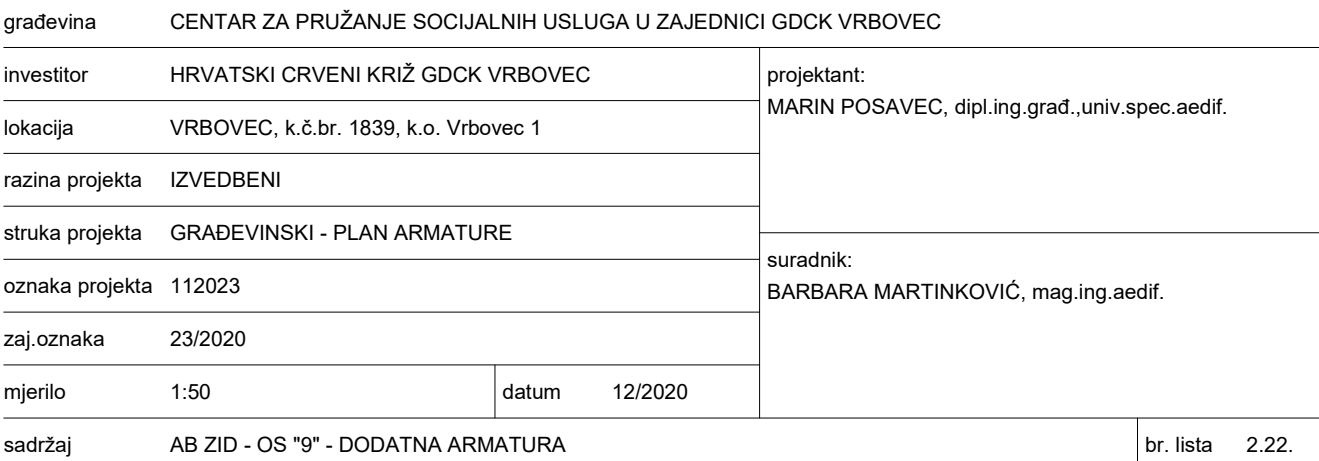 građevina CENTAR ZA PRUŽANJE SOCIJALNIH USLUGA U ZAJEDNICI GDCK VRBOVEC
investitor HRVATSKI CRVENI KRIŽ GDCK VRBOVEC
lokacija VRBOVEC, k.č.br. 1839, k.o. Vrbovec 1
razina projekta IZVEDBENI
struka projekta GRAĐEVINSKI - PLAN ARMATURE
oznaka projekta 112023
zaj.oznaka 23/2020
mjerilo 1:50 datum 12/2020
projektant:
MARIN POSAVEC, dipl.ing.građ.,univ.spec.aedif.
suradnik:
BARBARA MARTINKOVIĆ, mag.ing.aedif.
sadržaj AB ZID - OS "9" - DODATNA ARMATURA br. lista 2.22.